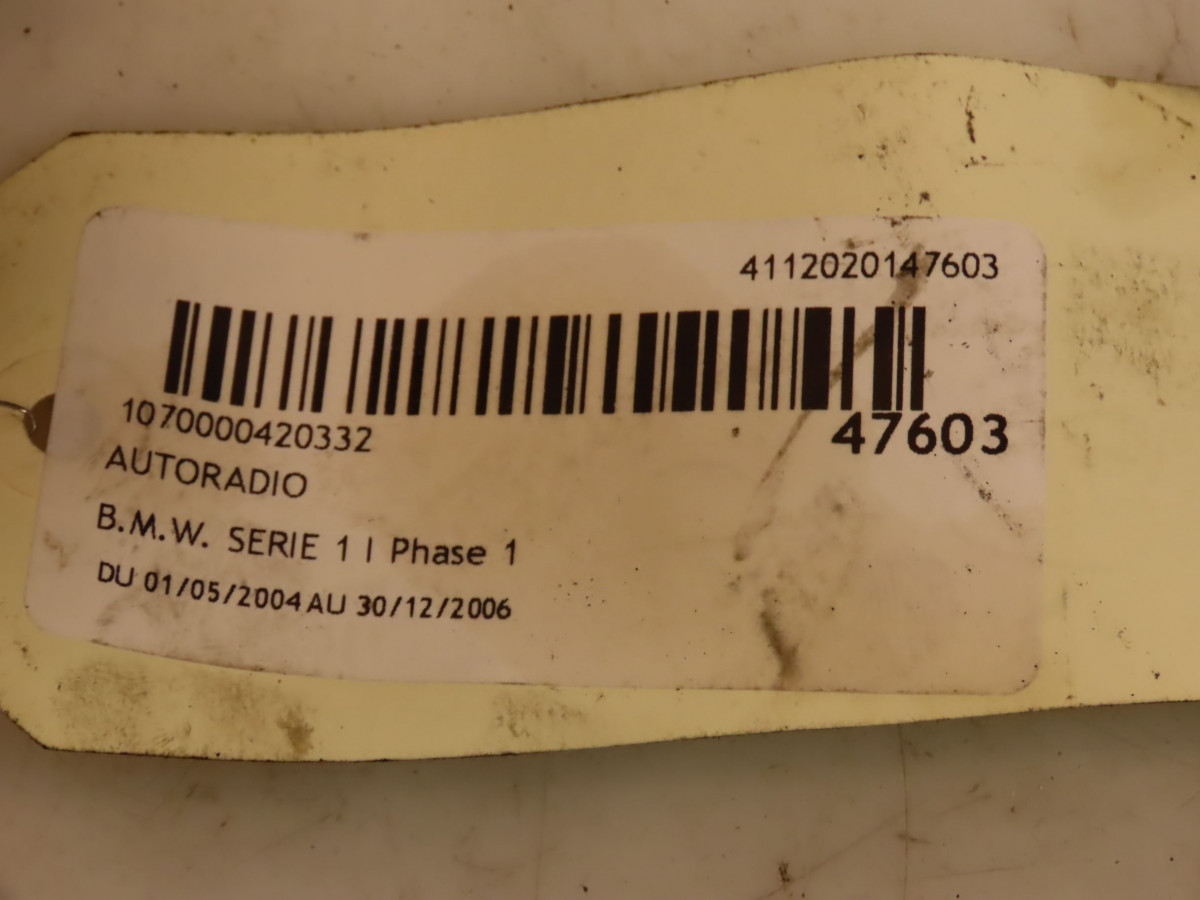 4112020147603
1070000420332
47603
AUTORADIO
B.M.W. SERIE 1 I Phase 1
DU 01/05/2004 AU 30/12/2006